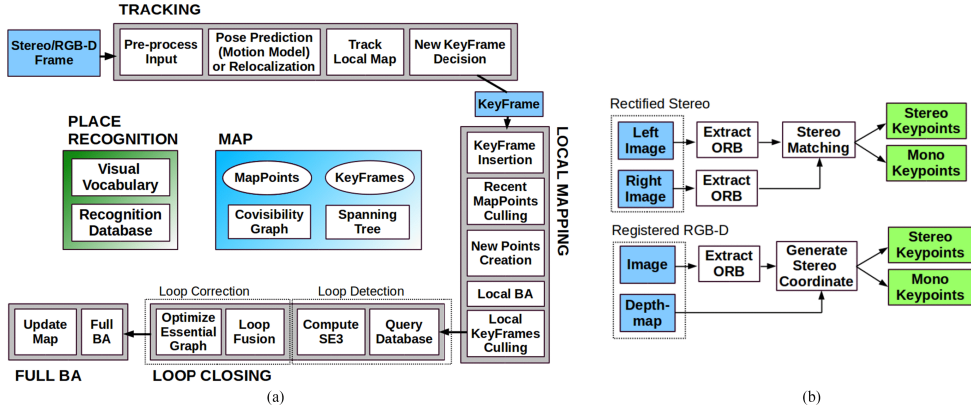 TRACKING
Stereo/RGB-D
Frame
Pre-process
Input
Pose Prediction
(Motion Model)
or Relocalization
Track
Local Map
New KeyFrame
Decision
KeyFrame
LOCAL MAPPING
KeyFrame
Insertion
Recent
MapPoints
Culling
New Points
Creation
Local BA
Local
KeyFrames
Culling
PLACE
RECOGNITION
Visual
Vocabulary
Recognition
Database
MAP
MapPoints
KeyFrames
Covisibility
Graph
Spanning
Tree
Loop Correction
Loop Detection
Optimize
Essential
Graph
Loop
Fusion
Compute
SE3
Query
Database
Update
Map
Full
BA
FULL BA
LOOP CLOSING
(a)
Rectified Stereo
Left
Image
Extract
ORB
Stereo
Matching
Stereo
Keypoints
Mono
Keypoints
Right
Image
Extract
ORB
Registered RGB-D
Image
Extract
ORB
Generate
Stereo
Coordinate
Stereo
Keypoints
Mono
Keypoints
Depth-
map
(b)